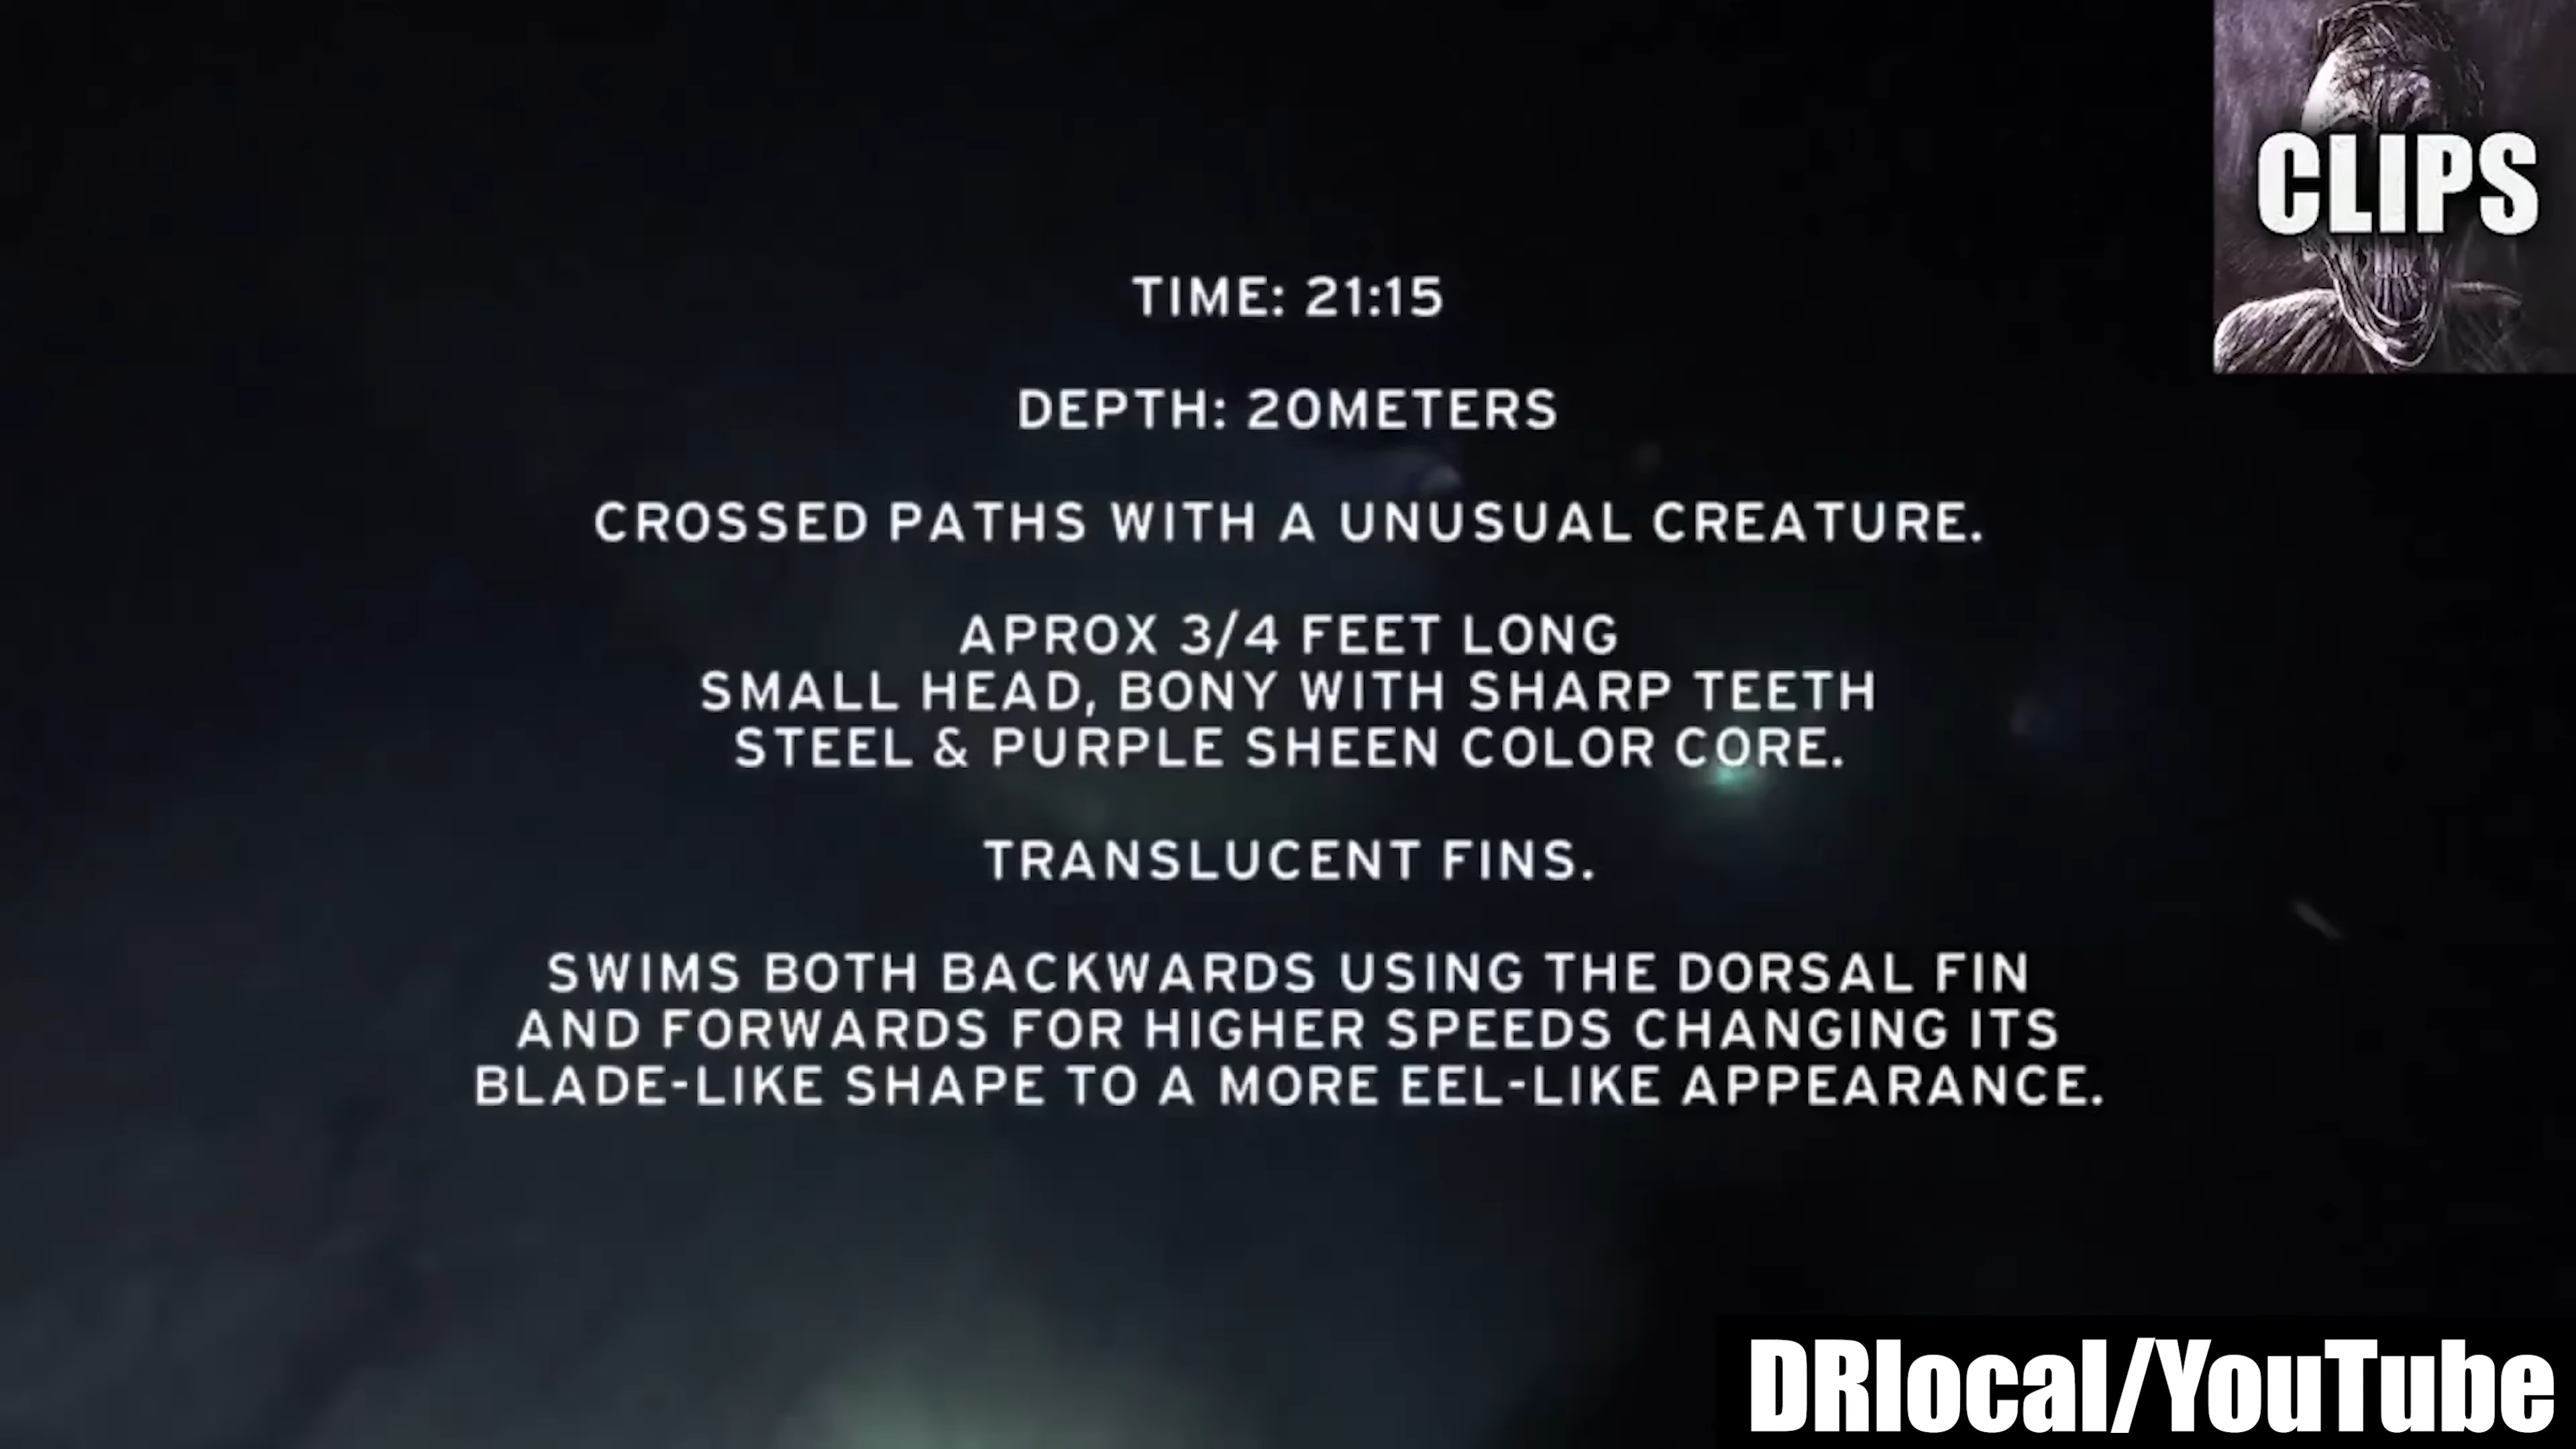 CLIPS
TIME: 21:15
DEPTH: 20METERS
CROSSED PATHS WITH A UNUSUAL CREATURE.
APROX 3/4 FEET LONG
SMALL HEAD, BONY WITH SHARP TEETH
STEEL & PURPLE SHEEN COLOR CORE.
TRANSLUCENT FINS.
SWIMS BOTH BACKWARDS USING THE DORSAL FIN
AND FORWARDS FOR HIGHER SPEEDS CHANGING ITS
BLADE-LIKE SHAPE TO A MORE EEL-LIKE APPEARANCE.
DRlocal/YouTube